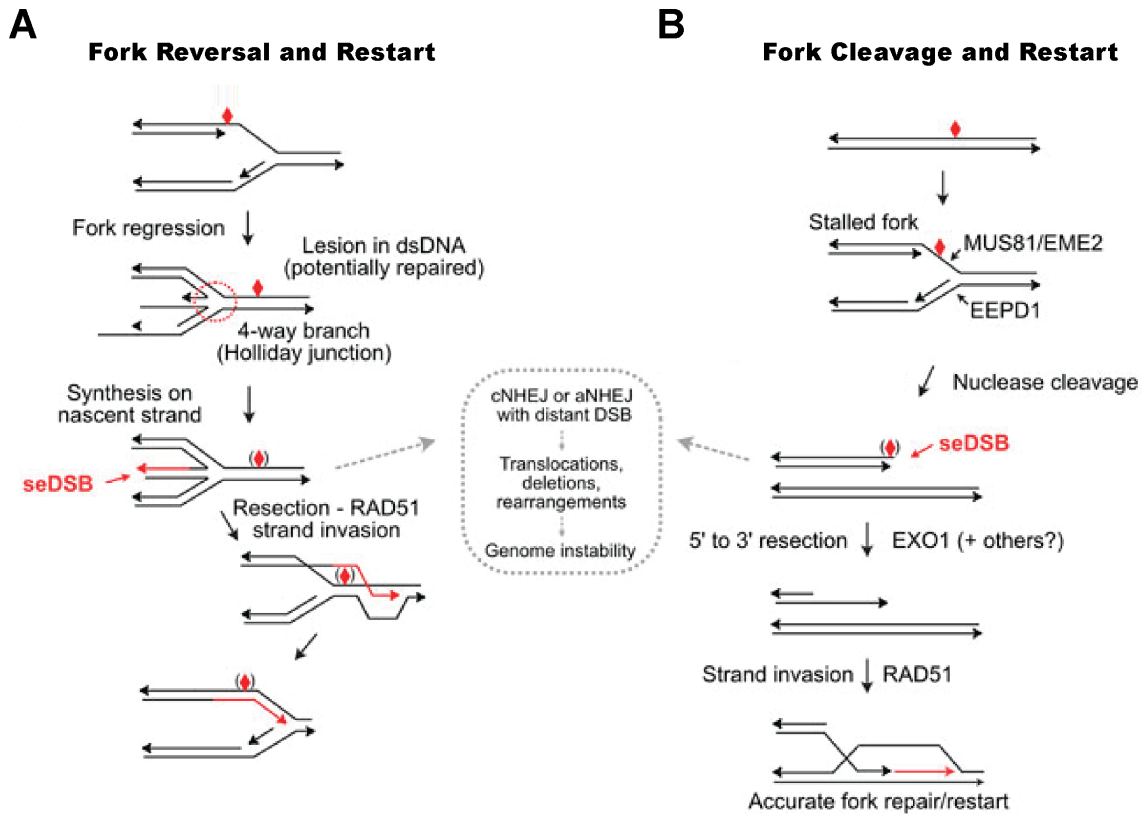 A
Fork Reversal and Restart
Fork regression
Lesion in dsDNA
(potentially repaired)
4-way branch
(Holliday junction)
Synthesis on
nascent strand
seDSB
Resection - RAD51
strand invasion
cNHEJ or aNHEJ
with distant DSB
Translocations,
deletions,
rearrangements
Genome instability
B
Fork Cleavage and Restart
Stalled fork
MUS81/EME2
EEPD1
Nuclease cleavage
seDSB
5' to 3' resection
EXO1 (+ others?)
Strand invasion
RAD51
Accurate fork repair/restart